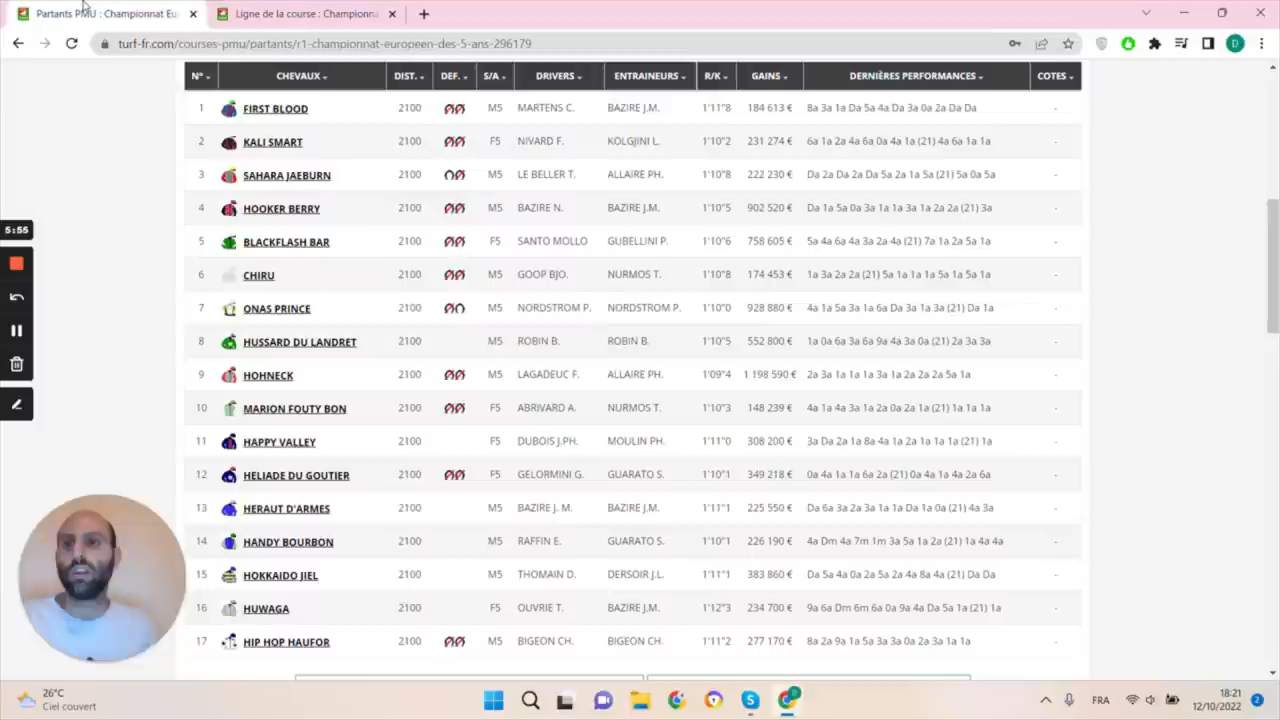 Partants PMU : Championnat Eu
Ligne de la course : Championna
turf-fr.com/courses-pmu/partants/r1-championnat-europeen-des-5-ans-296179
D
N° CHEVAUX DIST. DEF. S/A DRIVERS ENTRAINEURS R/K GAINS DERNIÈRES PERFORMANCES COTES
1 FIRST BLOOD 2100 M5 MARTENS C. BAZIRE J.M. 1'11"8 184 613 € 8a 3a 1a Da 5a 4a Da 3a 0a 2a Da Da -
2 KALI SMART 2100 F5 NIVARD F. KOLGJINI L. 1'10"2 231 274 € 6a 1a 2a 4a 6a 0a 4a 1a (21) 4a 6a 1a 1a -
3 SAHARA JAEBURN 2100 M5 LE BELLER T. ALLAIRE PH. 1'10"8 222 230 € Da 2a Da 2a Da 5a 2a 1a 5a (21) 5a 0a 5a -
4 HOOKER BERRY 2100 M5 BAZIRE N. BAZIRE J.M. 1'10"5 902 520 € Da 1a 5a 0a 3a 1a 1a 3a 1a 2a 2a (21) 3a -
5 BLACKFLASH BAR 2100 F5 SANTO MOLLO GUBELLINI P. 1'10"6 758 605 € 5a 4a 6a 4a 3a 2a 4a (21) 7a 1a 2a 5a 1a -
6 CHIRU 2100 M5 GOOP BJO. NURMOS T. 1'10"8 174 453 € 1a 3a 2a 2a (21) 5a 1a 1a 1a 5a 1a 5a 1a -
7 ONAS PRINCE 2100 M5 NORDSTROM P. NORDSTROM P. 1'10"0 928 880 € 4a 1a 5a 3a 1a 6a Da 3a 1a 3a (21) Da 1a -
8 HUSSARD DU LANDRET 2100 M5 ROBIN B. ROBIN B. 1'10"5 552 800 € 1a 0a 6a 3a 6a 9a 4a 3a 0a (21) 2a 3a 3a -
9 HOHNECK 2100 M5 LAGADEUC F. ALLAIRE PH. 1'09"4 1 198 590 € 2a 3a 1a 1a 1a 3a 1a 2a 2a 2a 5a 1a -
10 MARION FOUTY BON 2100 F5 ABRIVARD A. NURMOS T. 1'10"3 148 239 € 4a 1a 4a 3a 1a 2a 0a 2a 1a (21) 1a 1a 1a -
11 HAPPY VALLEY 2100 F5 DUBOIS J.PH. MOULIN PH. 1'11"0 308 200 € 3a Da 2a 1a 8a 4a 1a 2a 1a 1a 1a (21) 1a -
12 HELIADE DU GOUTIER 2100 F5 GELORMINI G. GUARATO S. 1'10"1 349 218 € 0a 4a 1a 1a 6a 2a (21) 0a 4a 1a 4a 2a 6a -
13 HERAUT D'ARMES 2100 M5 BAZIRE J. M. BAZIRE J.M. 1'11"1 225 550 € Da 6a 3a 2a 3a 1a 1a Da 1a 0a (21) 4a 3a -
14 HANDY BOURBON 2100 M5 RAFFIN E. GUARATO S. 1'10"1 226 190 € 4a Dm 4a 7m 1m 3a 5a 1a 2a (21) 1a 4a 4a -
15 HOKKAIDO JIEL 2100 M5 THOMAIN D. DERSOIR J.L. 1'11"1 383 860 € Da 5a 4a 0a 2a 5a 2a 4a 8a 4a (21) Da Da -
16 HUWAGA 2100 F5 OUVRIE T. BAZIRE J.M. 1'12"3 234 700 € 9a 6a Dm 6m 6a 0a 9a 4a Da 5a 1a (21) 1a -
17 HIP HOP HAUFOR 2100 M5 BIGEON CH. BIGEON CH. 1'11"2 277 170 € 8a 2a 9a 1a 5a 3a 3a 0a 2a 3a 1a 1a -
5:55
26°C
Ciel couvert
FRA
18:21
12/10/2022
2